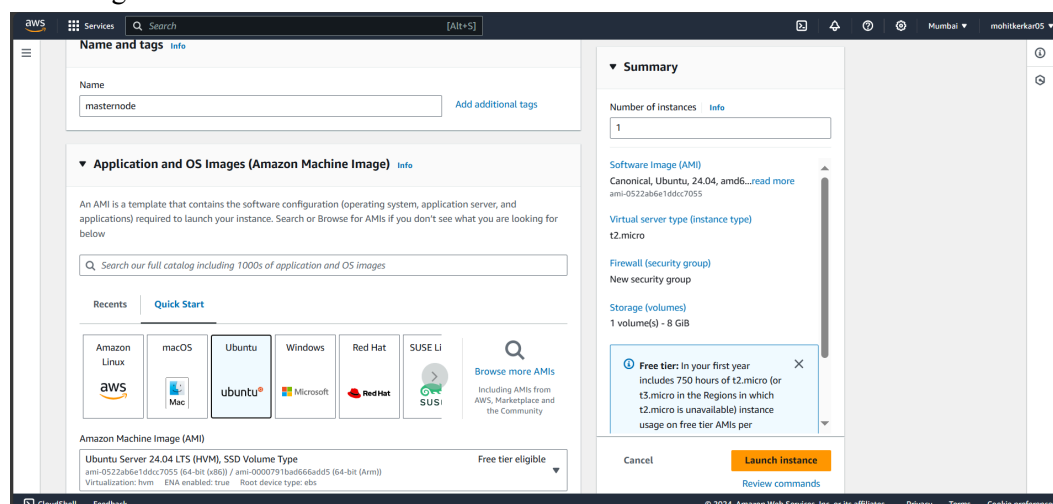 aws Services Search [Alt+S] Mumbai ▼ mohitkerkar05 ▼
Name and tags Info
Name
masternode
Add additional tags
▼ Application and OS Images (Amazon Machine Image) Info
An AMI is a template that contains the software configuration (operating system, application server, and
applications) required to launch your instance. Search or Browse for AMIs if you don't see what you are looking for
below
Search our full catalog including 1000s of application and OS images
Recents Quick Start
Amazon
Linux
aws
macOS
Mac
Ubuntu
ubuntu®
Windows
Microsoft
Red Hat
Red Hat
SUSE Li
SUS
Browse more AMIs
Including AMIs from
AWS, Marketplace and
the Community
Amazon Machine Image (AMI)
Ubuntu Server 24.04 LTS (HVM), SSD Volume Type Free tier eligible
ami-0522ab6e1ddcc7055 (64-bit (x86)) / ami-0000791bad666add5 (64-bit (Arm))
Virtualization: hvm ENA enabled: true Root device type: ebs
▼ Summary
Number of instances Info
1
Software Image (AMI)
Canonical, Ubuntu, 24.04, amd6...read more
ami-0522ab6e1ddcc7055
Virtual server type (instance type)
t2.micro
Firewall (security group)
New security group
Storage (volumes)
1 volume(s) - 8 GiB
Free tier: In your first year
includes 750 hours of t2.micro (or
t3.micro in the Regions in which
t2.micro is unavailable) instance
usage on free tier AMIs per
Cancel
Launch instance
Review commands
CloudShell Feedback © 2024, Amazon Web Services, Inc. or its affiliates. Privacy Terms Cookie preferences